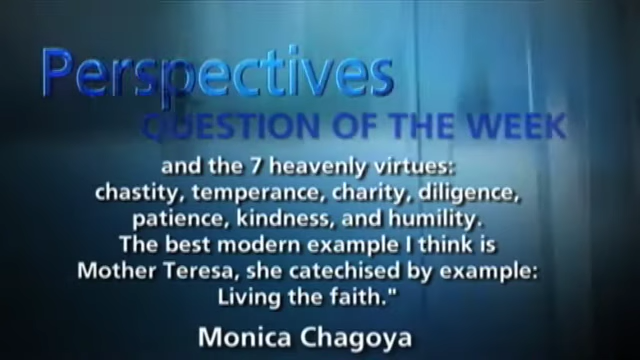 Perspectives
QUESTION OF THE WEEK
and the 7 heavenly virtues:
chastity, temperance, charity, diligence,
patience, kindness, and humility.
The best modern example I think is
Mother Teresa, she catechised by example:
Living the faith."
Monica Chagoya